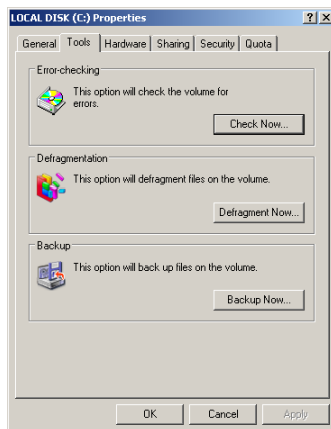 LOCAL DISK (C:) Properties
General Tools Hardware Sharing Security Quota
Error-checking
This option will check the volume for
errors.
Check Now...
Defragmentation
This option will defragment files on the volume.
Defragment Now...
Backup
This option will back up files on the volume.
Backup Now...
OK Cancel Apply